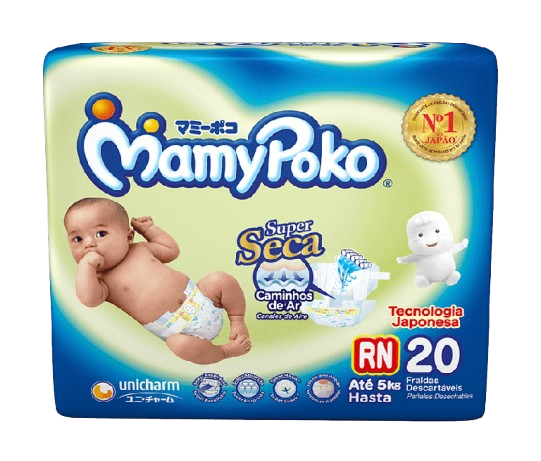 マミーポコ
MamyPoko®
Nº1
DO JAPÃO
Super
Seca
Caminhos
de Ar
Canales de Aire
Tecnologia
Japonesa
RN 20
Até 5kg
Hasta
Fraldas
Descartáveis
Pañales Desechables
unicharm
ユニ・チャーム